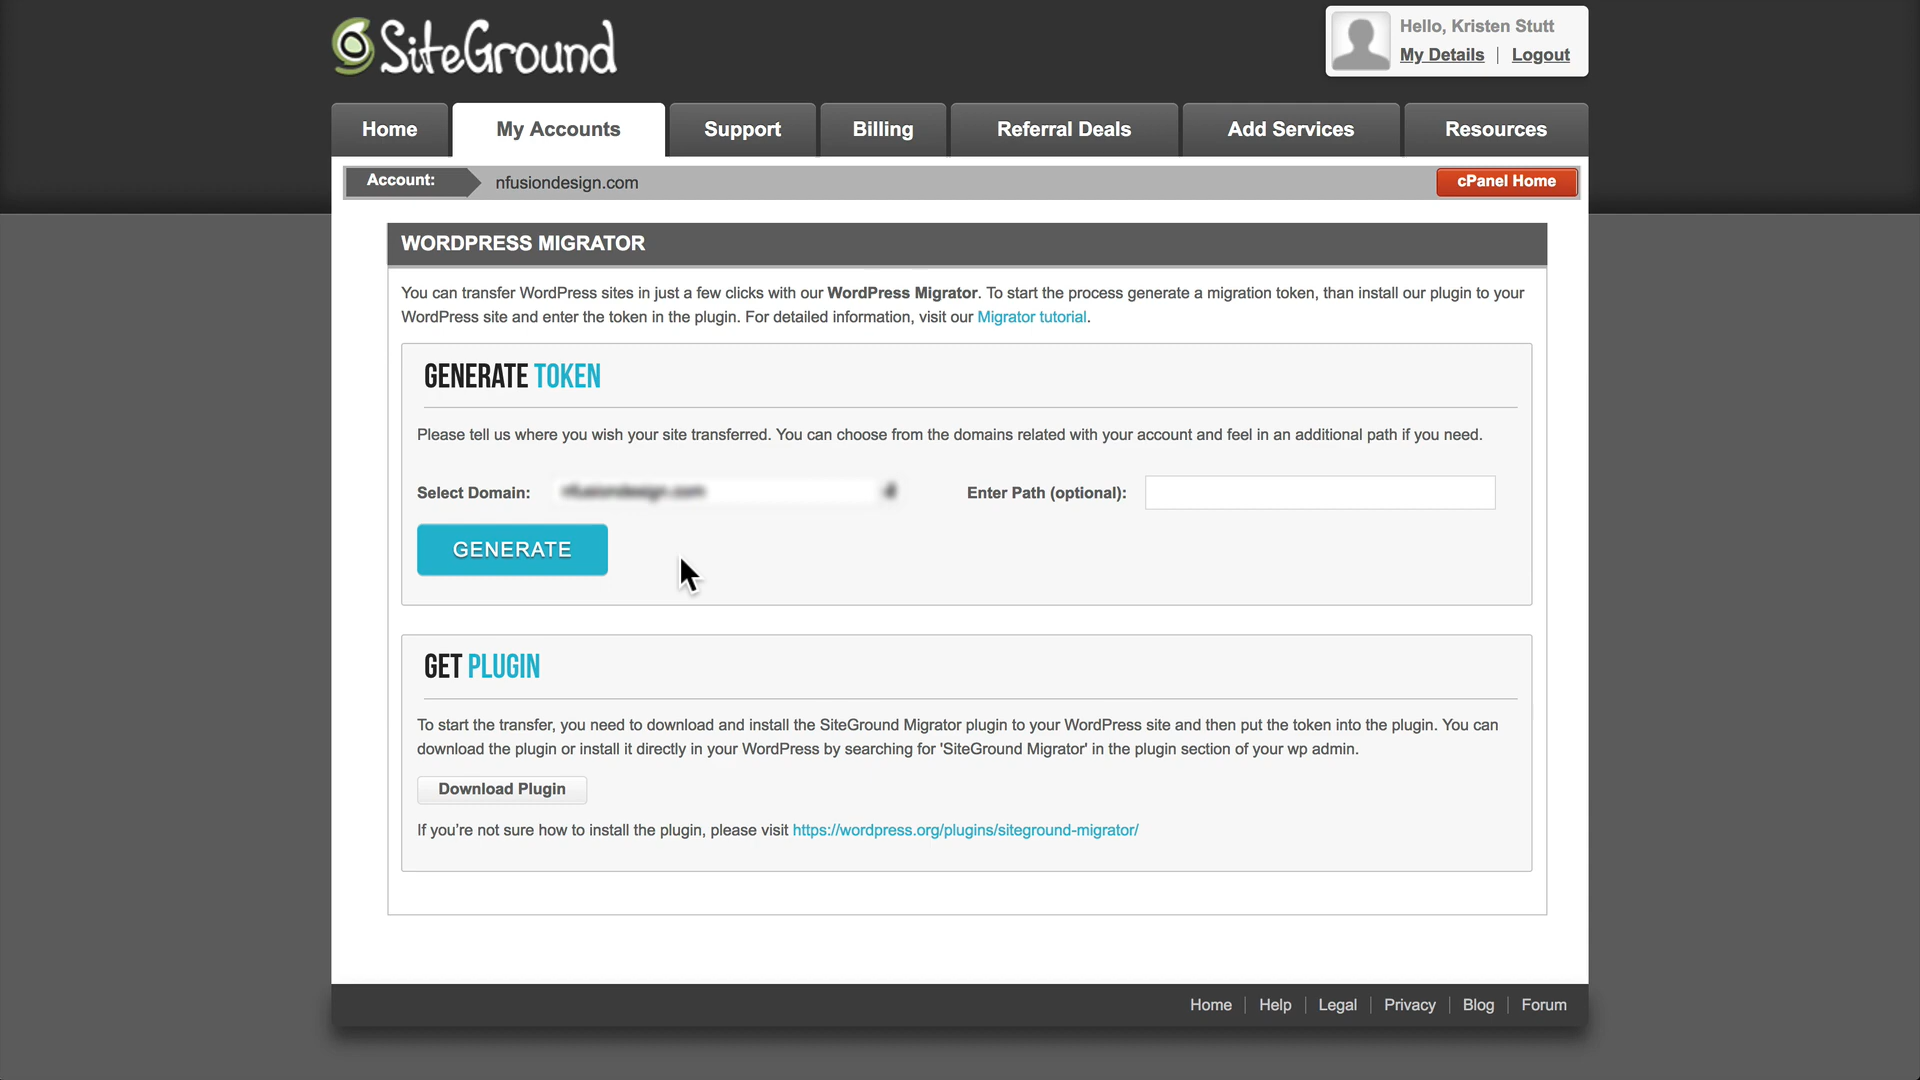 SiteGround
Hello, Kristen Stutt
My Details | Logout
Home
My Accounts
Support
Billing
Referral Deals
Add Services
Resources
Account:
nfusiondesign.com
cPanel Home
WORDPRESS MIGRATOR
You can transfer WordPress sites in just a few clicks with our WordPress Migrator. To start the process generate a migration token, than install our plugin to your
WordPress site and enter the token in the plugin. For detailed information, visit our Migrator tutorial.
GENERATE TOKEN
Please tell us where you wish your site transferred. You can choose from the domains related with your account and feel in an additional path if you need.
Select Domain:
Enter Path (optional):
GENERATE
GET PLUGIN
To start the transfer, you need to download and install the SiteGround Migrator plugin to your WordPress site and then put the token into the plugin. You can
download the plugin or install it directly in your WordPress by searching for 'SiteGround Migrator' in the plugin section of your wp admin.
Download Plugin
If you're not sure how to install the plugin, please visit https://wordpress.org/plugins/siteground-migrator/
Home | Help | Legal | Privacy | Blog | Forum